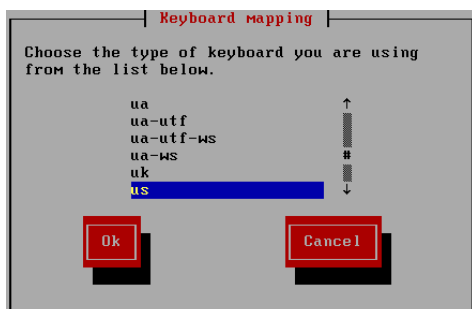 Keyboard mapping
Choose the type of keyboard you are using
from the list below.
ua
ua-utf
ua-utf-ws
ua-ws
uk
us
Ok Cancel